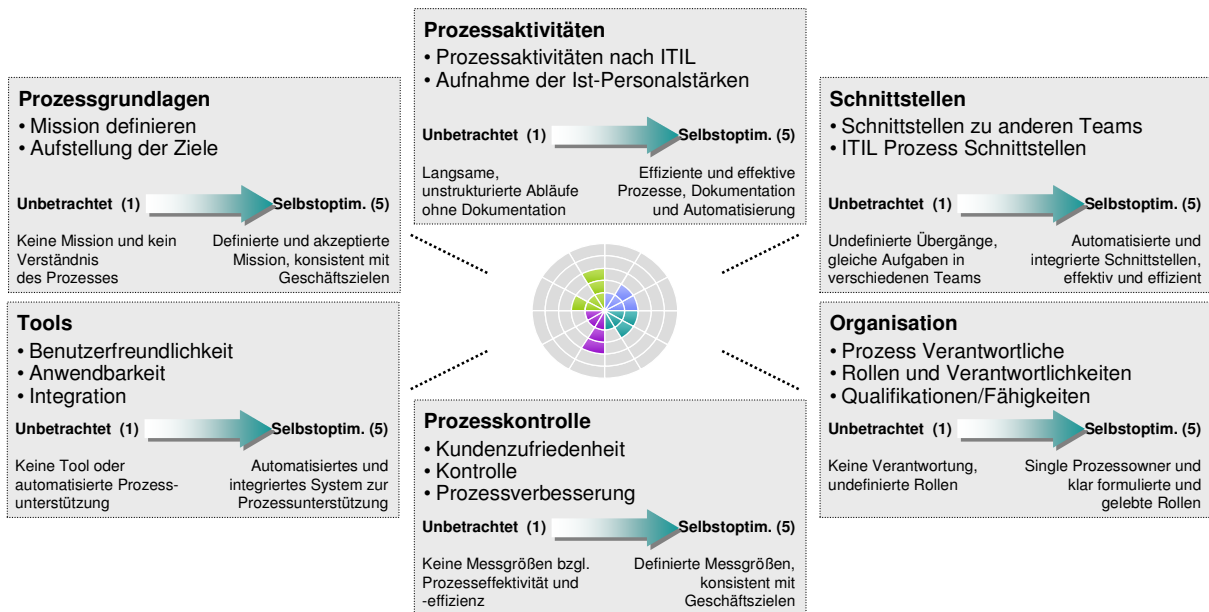 Prozessaktivitäten
• Prozessaktivitäten nach ITIL
• Aufnahme der Ist-Personalstärken
Unbetrachtet (1) Selbstoptim. (5)
Langsame,
unstrukturierte Abläufe
ohne Dokumentation
Effiziente und effektive
Prozesse, Dokumentation
und Automatisierung
Prozessgrundlagen
• Mission definieren
• Aufstellung der Ziele
Unbetrachtet (1) Selbstoptim. (5)
Keine Mission und kein
Verständnis
des Prozesses
Definierte und akzeptierte
Mission, konsistent mit
Geschäftszielen
Schnittstellen
• Schnittstellen zu anderen Teams
• ITIL Prozess Schnittstellen
Unbetrachtet (1) Selbstoptim. (5)
Undefinierte Übergänge,
gleiche Aufgaben in
verschiedenen Teams
Automatisierte und
integrierte Schnittstellen,
effektiv und effizient
Tools
• Benutzerfreundlichkeit
• Anwendbarkeit
• Integration
Unbetrachtet (1) Selbstoptim. (5)
Keine Tool oder
automatisierte Prozess-
unterstützung
Automatisiertes und
integriertes System zur
Prozessunterstützung
Organisation
• Prozess Verantwortliche
• Rollen und Verantwortlichkeiten
• Qualifikationen/Fähigkeiten
Unbetrachtet (1) Selbstoptim. (5)
Keine Verantwortung,
undefinierte Rollen
Single Prozessowner und
klar formulierte und
gelebte Rollen
Prozesskontrolle
• Kundenzufriedenheit
• Kontrolle
• Prozessverbesserung
Unbetrachtet (1) Selbstoptim. (5)
Keine Messgrößen bzgl.
Prozesseffektivität und
-effizienz
Definierte Messgrößen,
konsistent mit
Geschäftszielen